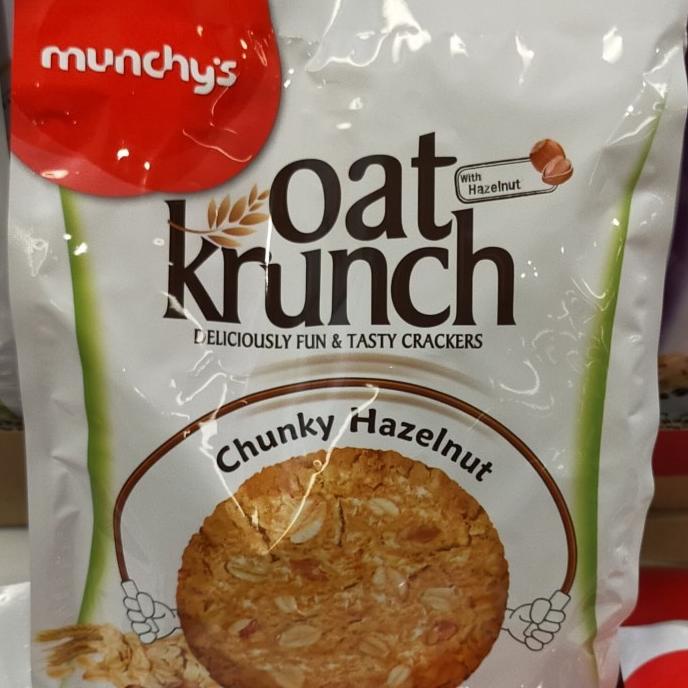 munchy's
oat
With
Hazelnut
krunch
DELICIOUSLY FUN & TASTY CRACKERS
Chunky Hazelnut